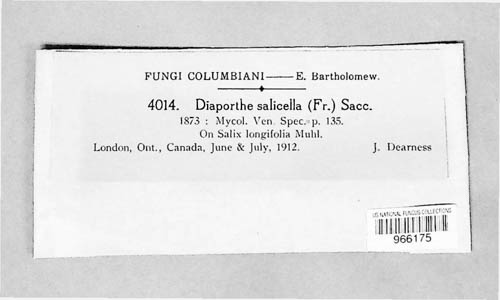 FUNGI COLUMBIANI—E. Bartholomew.
4014. Diaporthe salicella (Fr.) Sacc.
1873 : Mycol. Ven. Spec. p. 135.
On Salix longifolia Muhl.
London, Ont., Canada, June & July, 1912. J. Dearness
US NATIONAL FUNGUS COLLECTIONS
966175